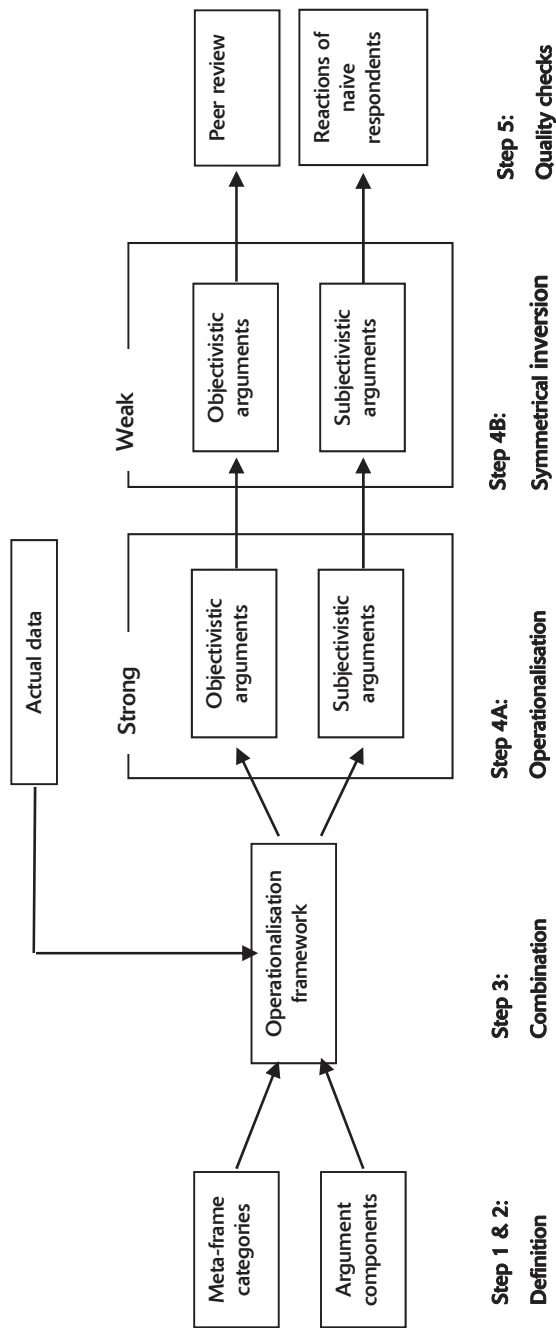 Actual data
Strong
Weak
Meta-frame
categories
Argument
components
Operationalisation
framework
Objectivistic
arguments
Subjectivistic
arguments
Objectivistic
arguments
Subjectivistic
arguments
Peer review
Reactions of
naive
respondents
Step 1 & 2:
Definition
Step 3:
Combination
Step 4A:
Operationalisation
Step 4B:
Symmetrical inversion
Step 5:
Quality checks